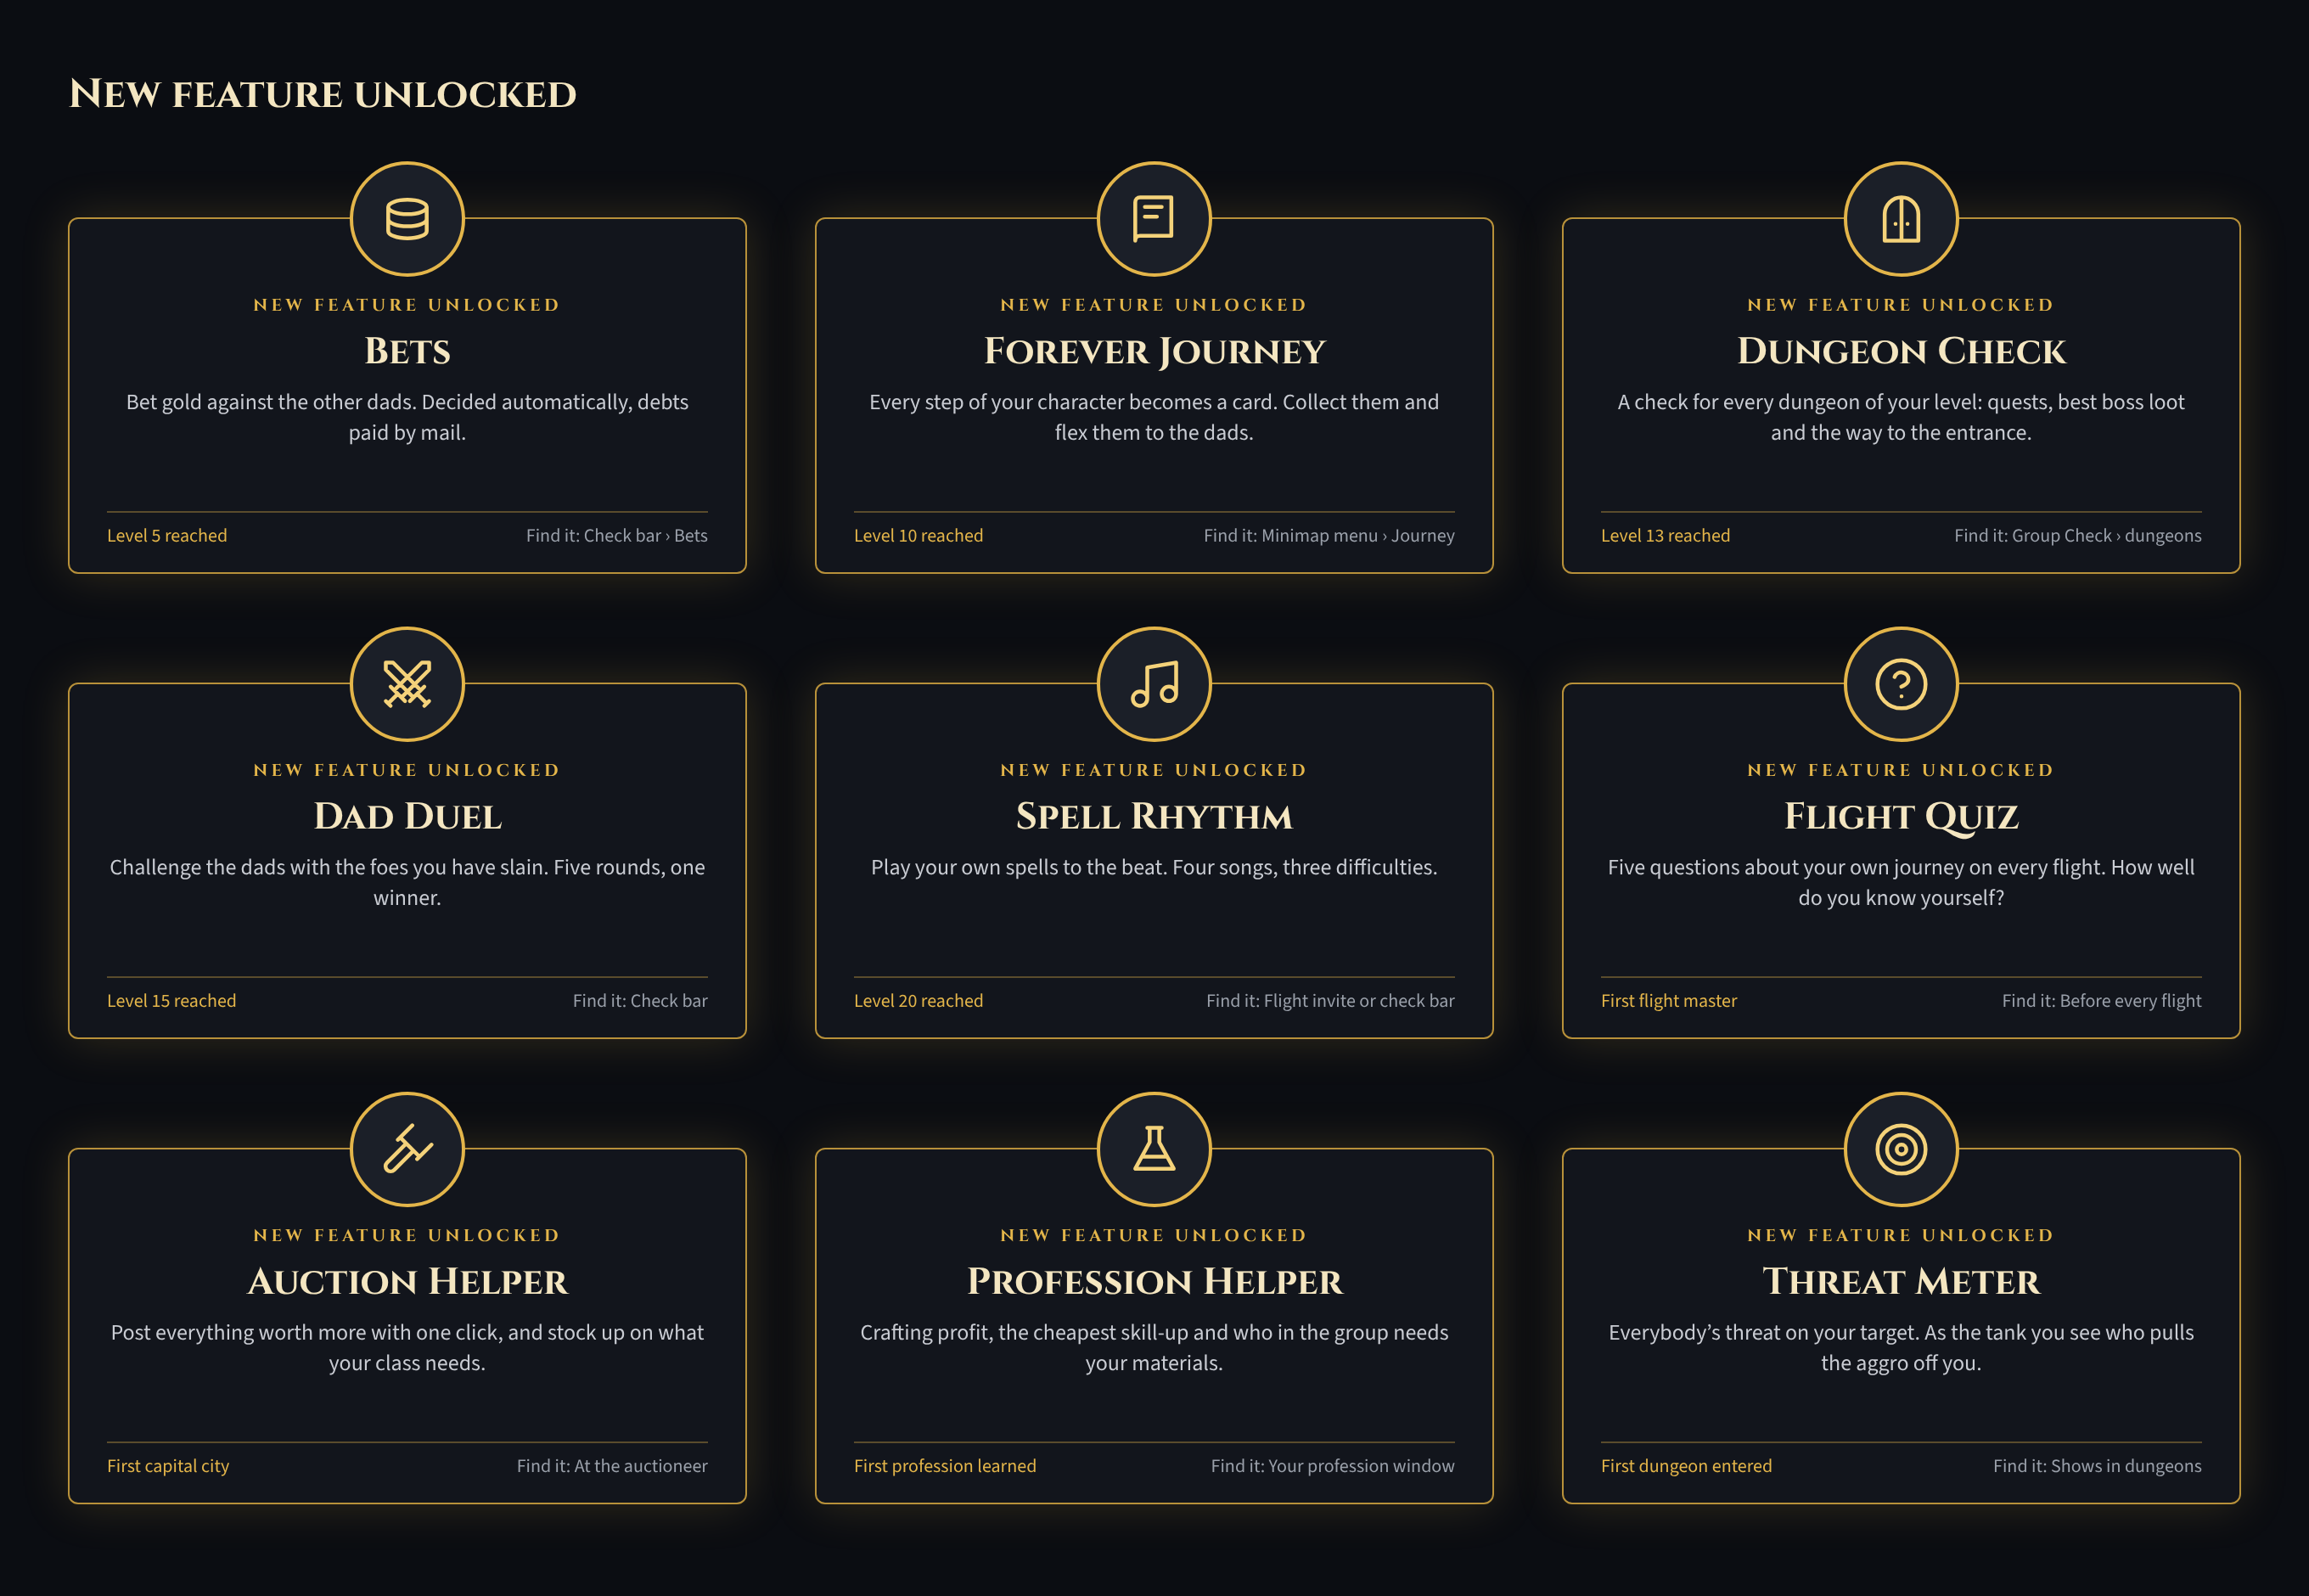 New feature unlocked
NEW FEATURE UNLOCKED
Bets
Bet gold against the other dads. Decided automatically, debts
paid by mail.
Level 5 reached
Find it: Check bar › Bets
NEW FEATURE UNLOCKED
Forever Journey
Every step of your character becomes a card. Collect them and
flex them to the dads.
Level 10 reached
Find it: Minimap menu › Journey
NEW FEATURE UNLOCKED
Dungeon Check
A check for every dungeon of your level: quests, best boss loot
and the way to the entrance.
Level 13 reached
Find it: Group Check › dungeons
NEW FEATURE UNLOCKED
Dad Duel
Challenge the dads with the foes you have slain. Five rounds, one
winner.
Level 15 reached
Find it: Check bar
NEW FEATURE UNLOCKED
Spell Rhythm
Play your own spells to the beat. Four songs, three difficulties.
Level 20 reached
Find it: Flight invite or check bar
NEW FEATURE UNLOCKED
Flight Quiz
Five questions about your own journey on every flight. How well
do you know yourself?
First flight master
Find it: Before every flight
NEW FEATURE UNLOCKED
Auction Helper
Post everything worth more with one click, and stock up on what
your class needs.
First capital city
Find it: At the auctioneer
NEW FEATURE UNLOCKED
Profession Helper
Crafting profit, the cheapest skill-up and who in the group needs
your materials.
First profession learned
Find it: Your profession window
NEW FEATURE UNLOCKED
Threat Meter
Everybody’s threat on your target. As the tank you see who pulls
the aggro off you.
First dungeon entered
Find it: Shows in dungeons